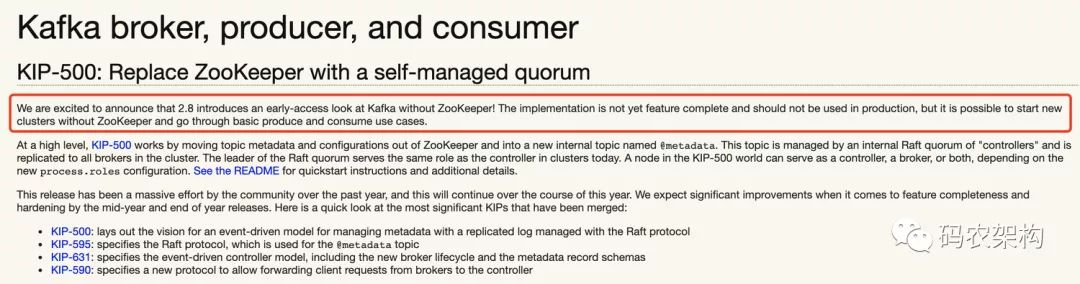 Kafka broker, producer, and consumer
KIP-500: Replace ZooKeeper with a self-managed quorum
We are excited to announce that 2.8 introduces an early-access look at Kafka without ZooKeeper! The implementation is not yet feature complete and should not be used in production, but it is possible to start new
clusters without ZooKeeper and go through basic produce and consume use cases.
At a high level, KIP-500 works by moving topic metadata and configurations out of ZooKeeper and into a new internal topic named @metadata. This topic is managed by an internal Raft quorum of "controllers" and is
replicated to all brokers in the cluster. The leader of the Raft quorum serves the same role as the controller in clusters today. A node in the KIP-500 world can serve as a controller, a broker, or both, depending on the
new process.roles configuration. See the README for quickstart instructions and additional details.
This release has been a massive effort by the community over the past year, and this will continue over the course of this year. We expect significant improvements when it comes to feature completeness and
hardening by the mid-year and end of year releases. Here is a quick look at the most significant KIPs that have been merged:
• KIP-500: lays out the vision for an event-driven model for managing metadata with a replicated log managed with the Raft protocol
• KIP-595: specifies the Raft protocol, which is used for the @metadata topic
• KIP-631: specifies the event-driven controller model, including the new broker lifecycle and the metadata record schemas
• KIP-590: specifies a new protocol to allow forwarding client requests from brokers to the controller
码农架构